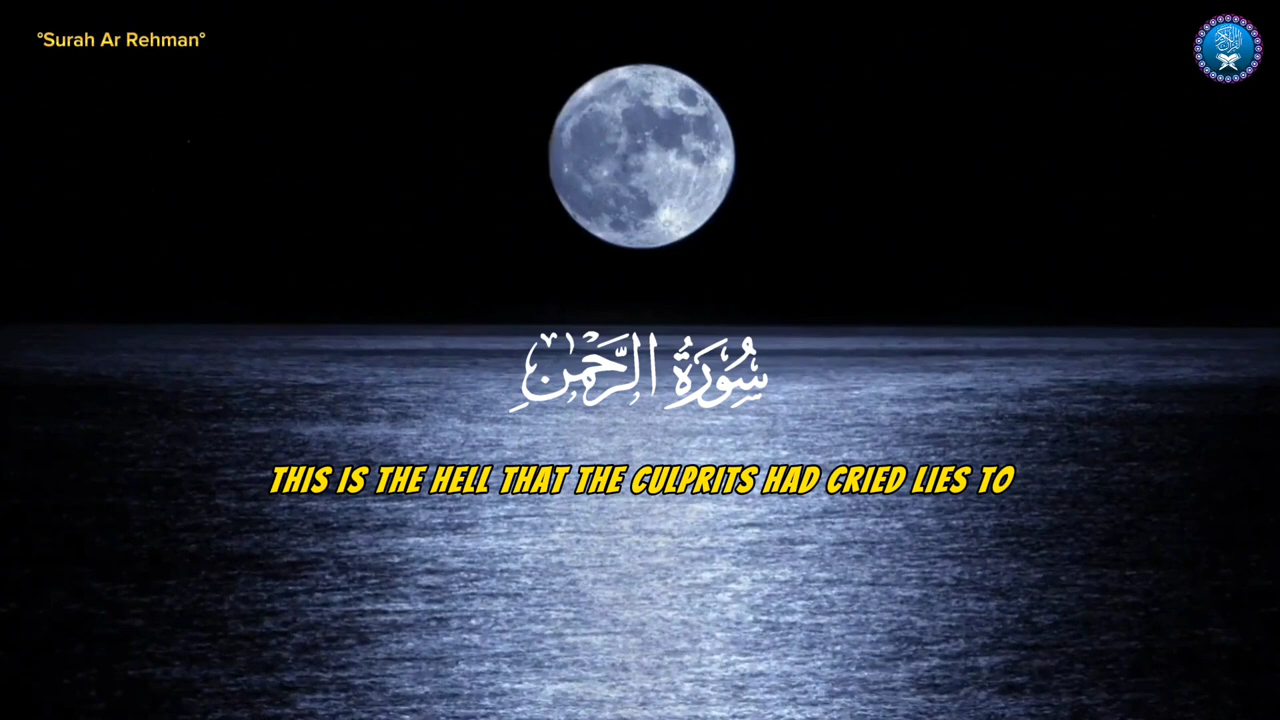 °Surah Ar Rehman°
سُورَةُ الرَّحْمٰنِ
THIS IS THE HELL THAT THE CULPRITS HAD CRIED LIES TO